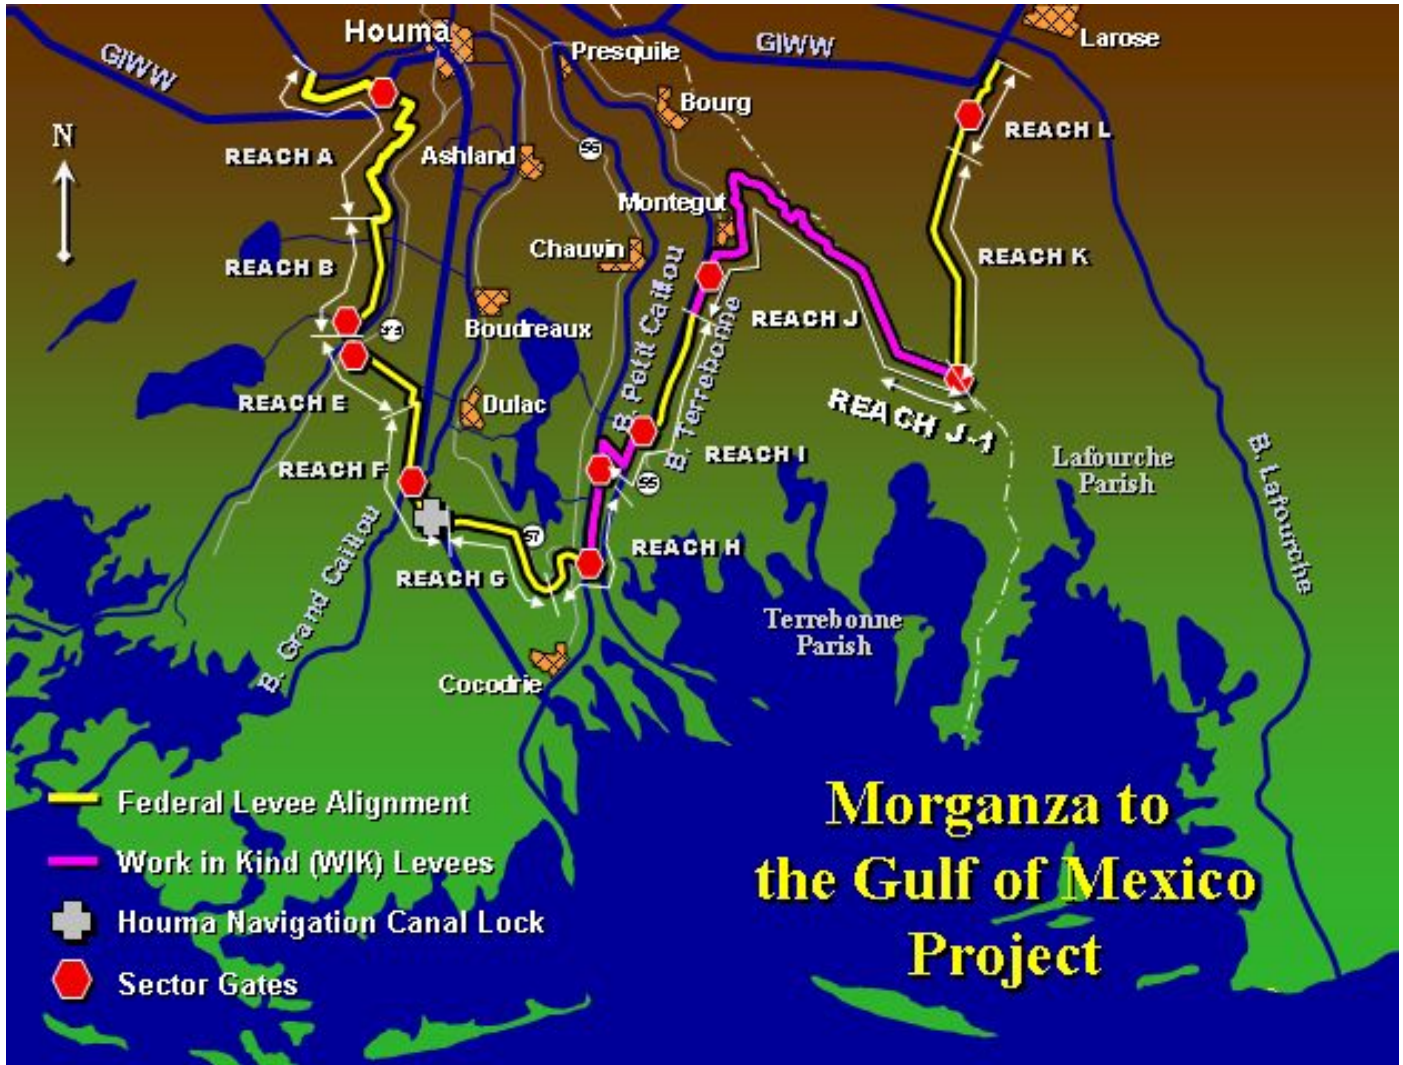 Houma
Larose
GIWW
GIWW
Presquile
Bourg
N
REACH L
REACH A
Ashland
56
Montegut
Chauvin
REACH B
REACH K
B. Petit Caillou
Boudreaux
REACH J
B. Terrebonne
REACH E
Dulac
REACH J-1
REACH F
REACH I
55
Lafourche
Parish
B. Lafourche
B. Grand Caillou
57
REACH H
REACH G
Terrebonne
Parish
Cocodrie
Federal Levee Alignment
Work in Kind (WIK) Levees
Houma Navigation Canal Lock
Sector Gates
Morganza to
the Gulf of Mexico
Project